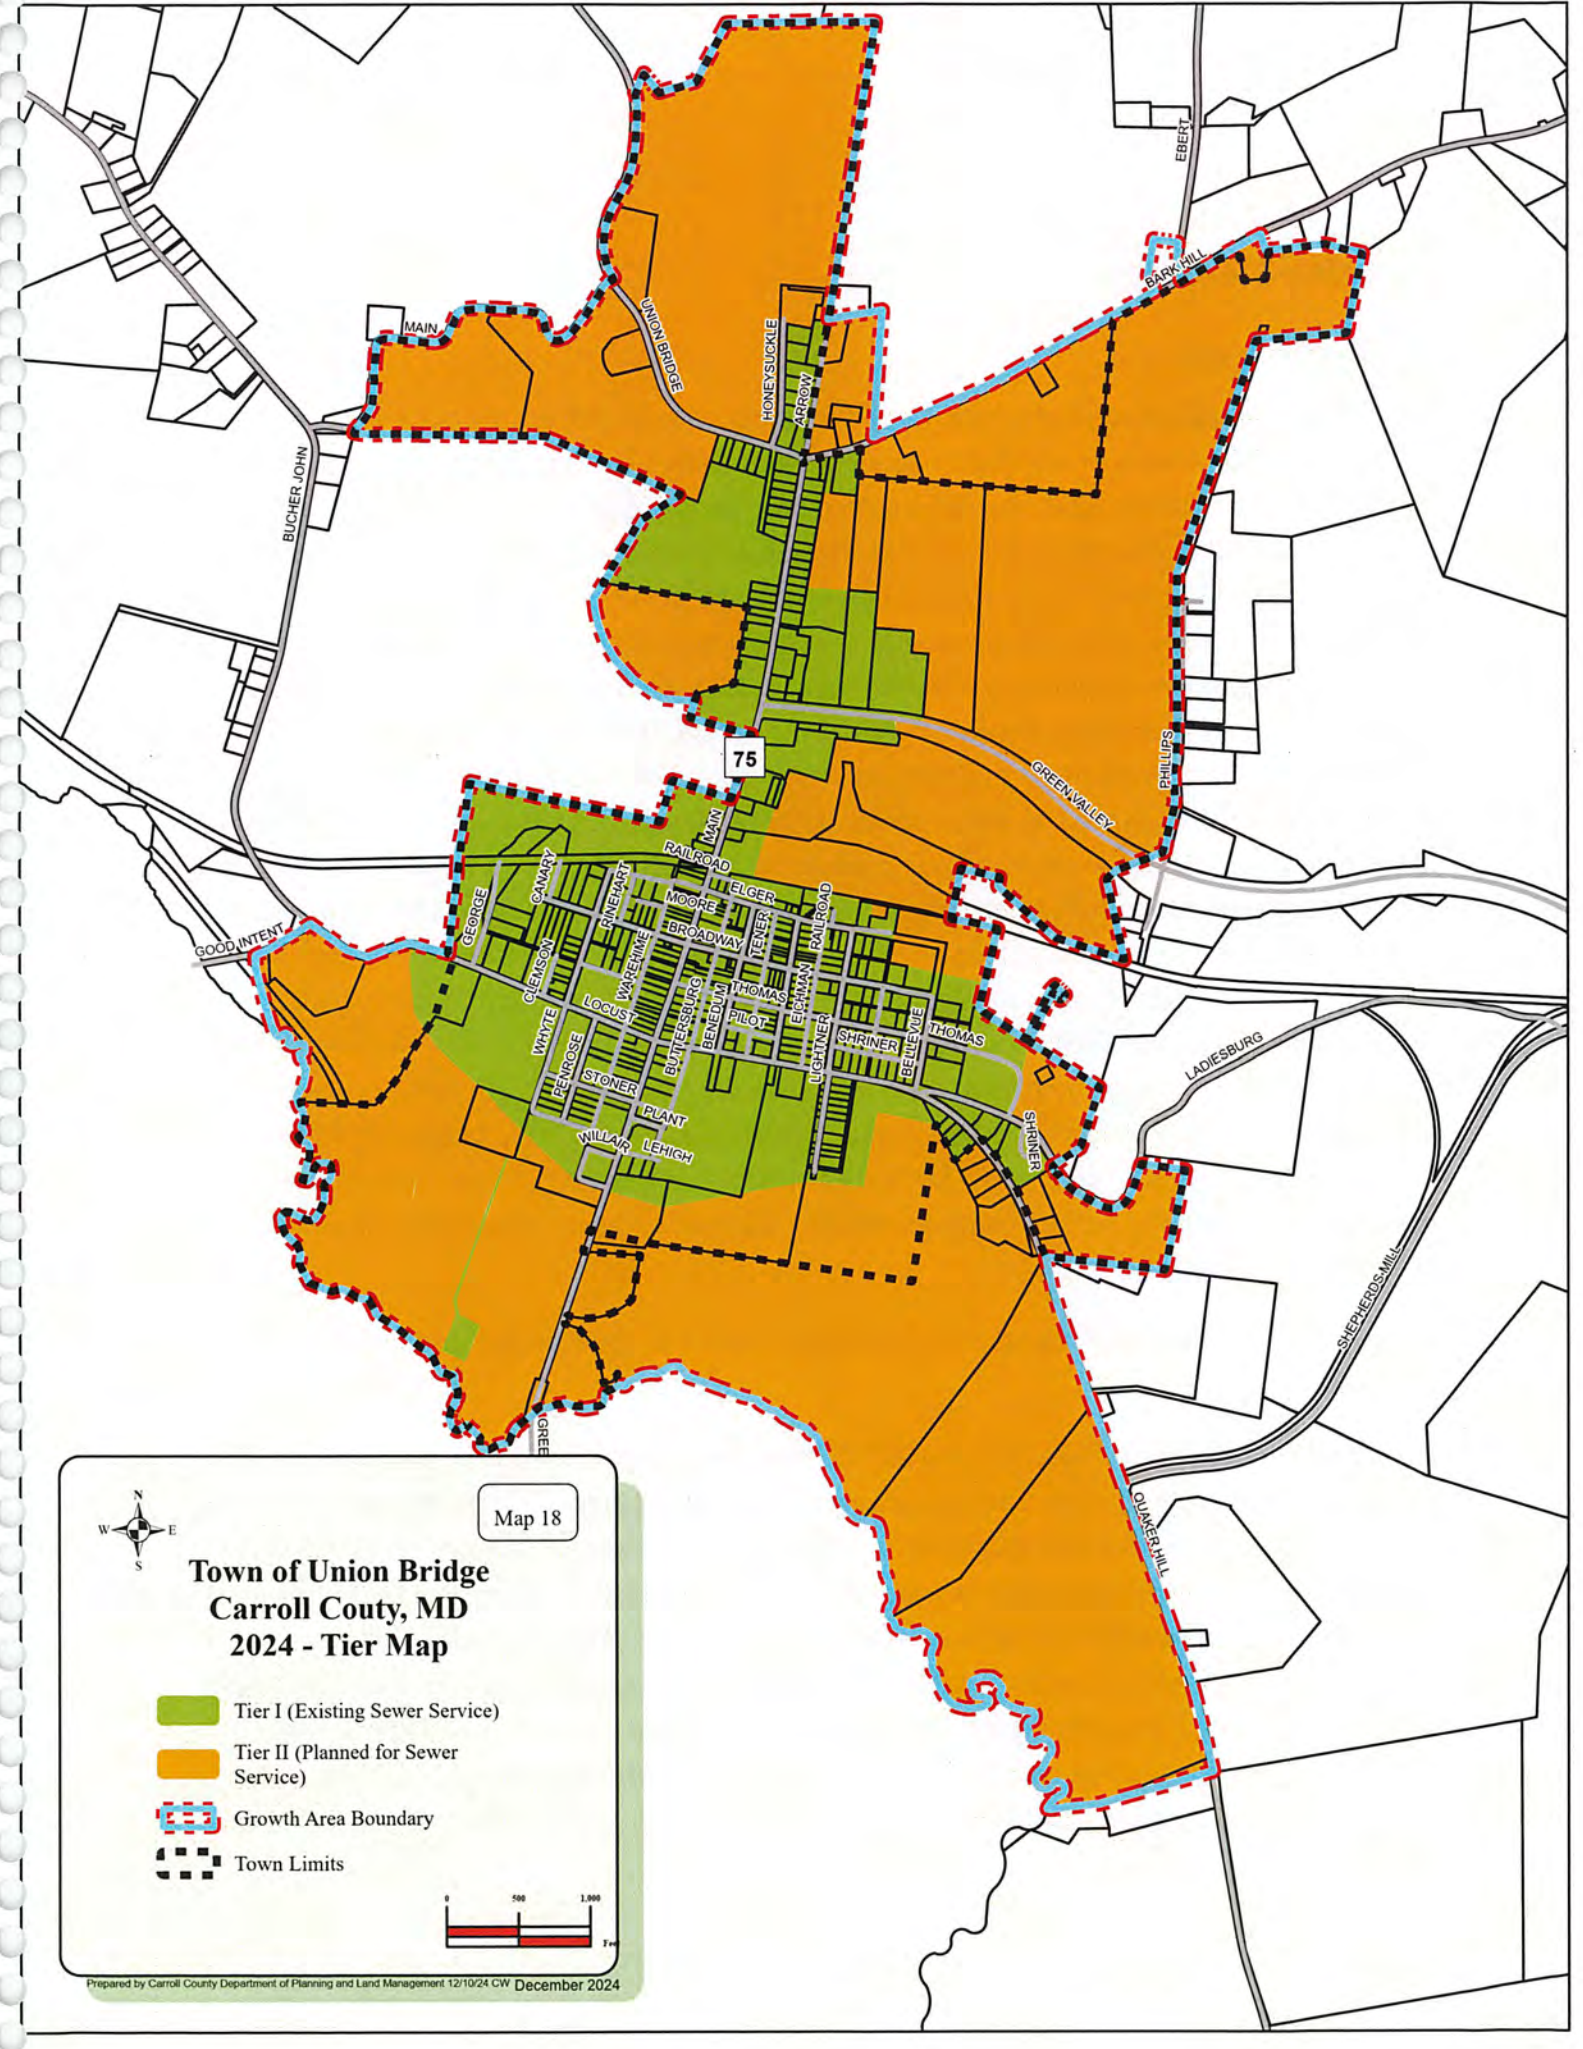 EBERT
BARK HILL
MAIN
UNION BRIDGE
HONEYSUCKLE
ARROW
BUCHER JOHN
PHILLIPS
75
GREEN VALLEY
MAIN
RAILROAD
CANARY
RINEHART
ELGER
MOORE
RAILROAD
GEORGE
TENER
BROADWAY
GOOD INTENT
WAREHIME
CLEMSON
THOMAS
EICHMAN
LOCUST
BUTTERSBURG
BENEDUM
PILOT
WHYTE
LIGHTNER
SHRINER
BELLEVUE
THOMAS
PENROSE
STONER
LADIESBURG
PLANT
WILLAIR
LEHIGH
SHRINER
SHEPHERDS MILL
GREE
QUAKER HILL
N
W E
S
Map 18
Town of Union Bridge
Carroll Couty, MD
2024 - Tier Map
Tier I (Existing Sewer Service)
Tier II (Planned for Sewer
Service)
Growth Area Boundary
Town Limits
0 500 1,000
Prepared by Carroll County Department of Planning and Land Management 12/10/24 CW December 2024